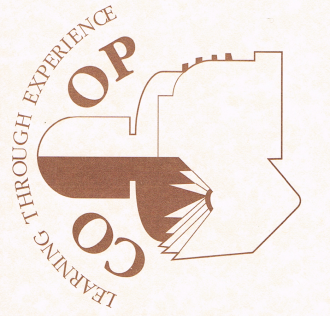 LEARNING THROUGH EXPERIENCE
CO OP